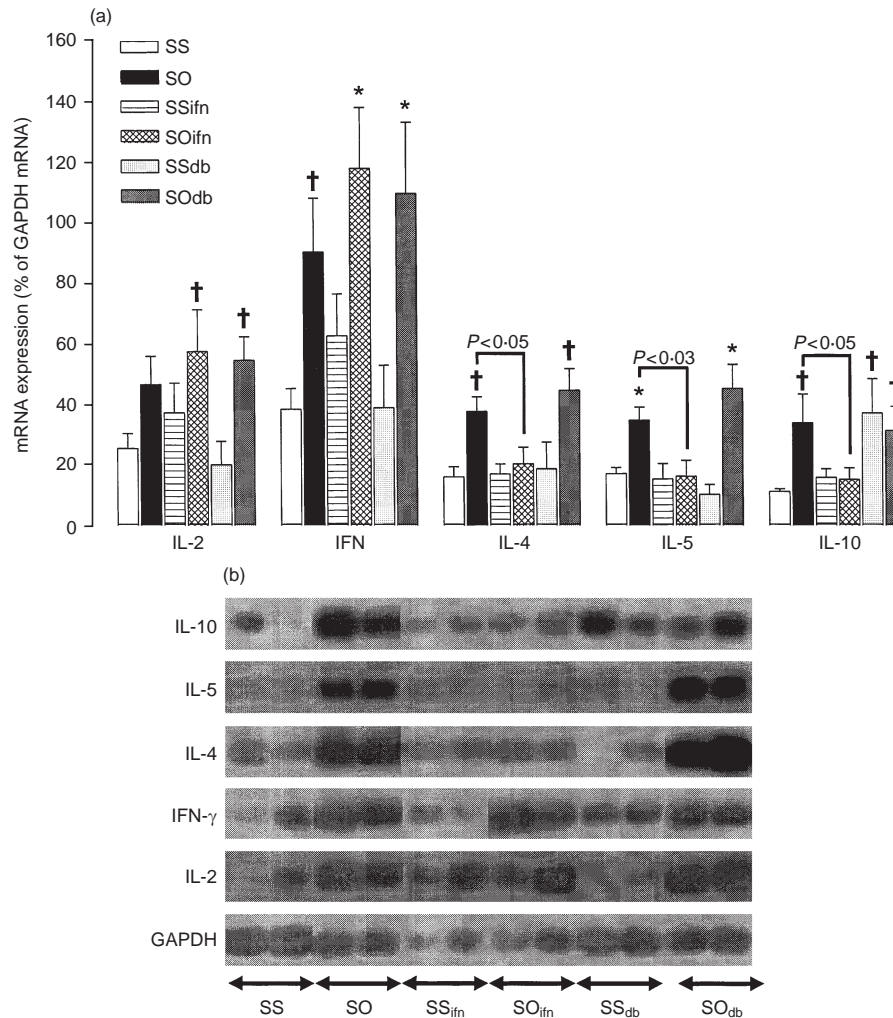 (a)
160
140
120
100
80
60
40
20
0
mRNA expression (% of GAPDH mRNA)
SS
SO
SSifn
SOifn
SSdb
SOdb
†
†
†
*
*
†
P<0·05
†
*
P<0·03
*
†
P<0·05
†
IL-2
IFN
IL-4
IL-5
IL-10
(b)
IL-10
IL-5
IL-4
IFN-γ
IL-2
GAPDH
SS
SO
SSifn
SOifn
SSdb
SOdb